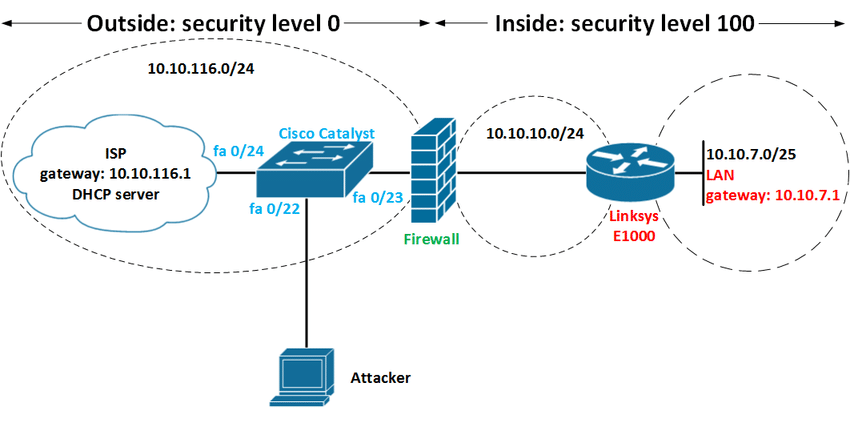 Outside: security level 0
Inside: security level 100
10.10.116.0/24
ISP
gateway: 10.10.116.1
DHCP server
fa 0/24
Cisco Catalyst
fa 0/22
fa 0/23
Firewall
10.10.10.0/24
Linksys
E1000
10.10.7.0/25
LAN
gateway: 10.10.7.1
Attacker